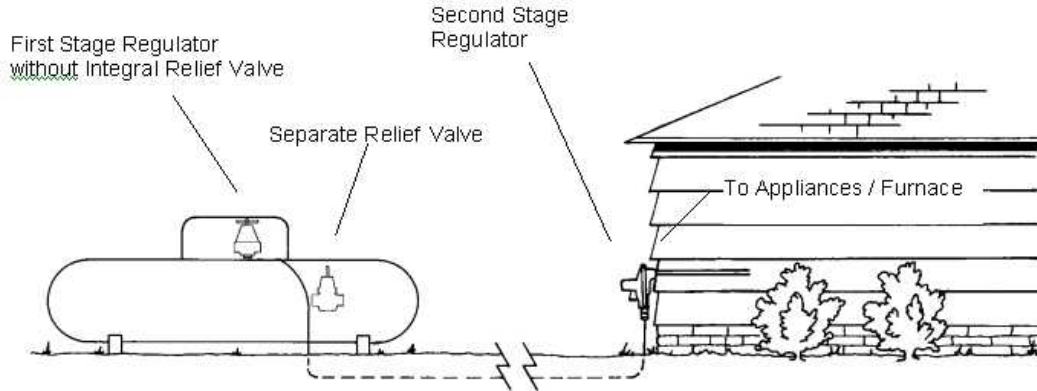 Second Stage
Regulator
First Stage Regulator
without Integral Relief Valve
Separate Relief Valve
To Appliances / Furnace